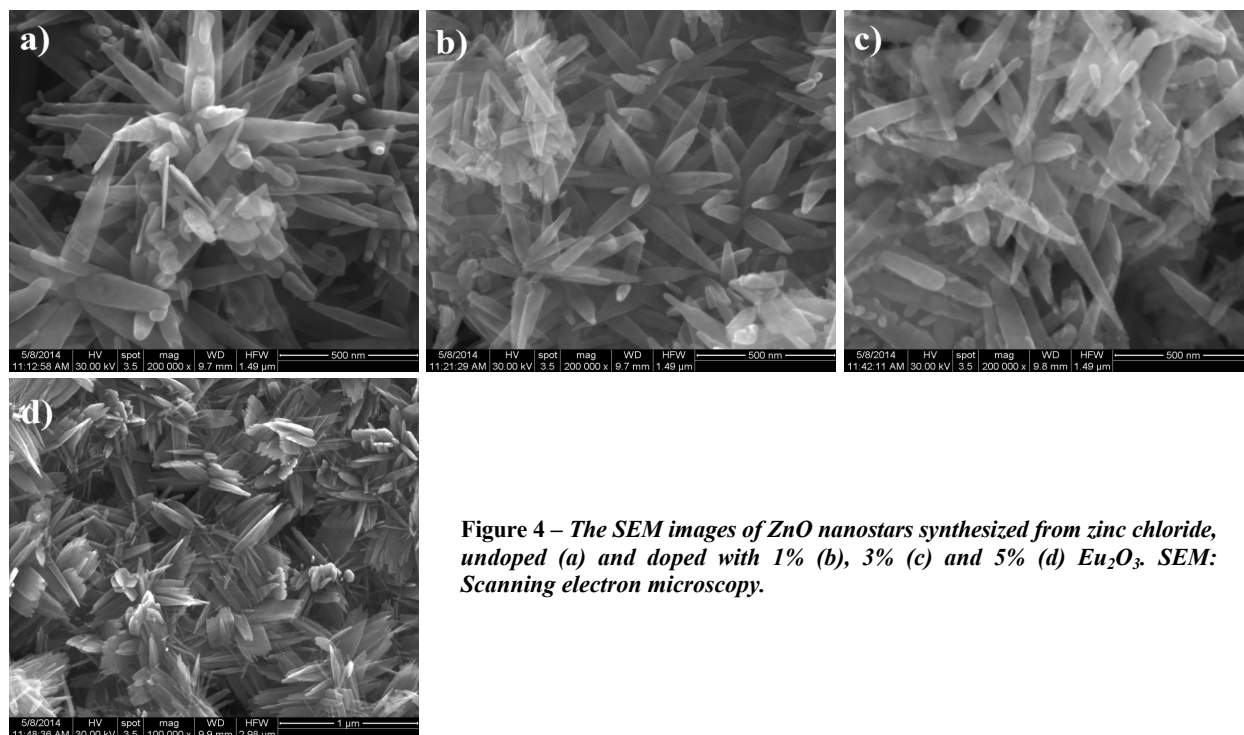 a)
5/8/2014 HV spot mag WD HFW 500 nm
11:12:58 AM 30.00 kV 3.5 200 000 x 9.7 mm 1.49 µm
b)
5/8/2014 HV spot mag WD HFW 500 nm
11:21:29 AM 30.00 kV 3.5 200 000 x 9.7 mm 1.49 µm
c)
5/8/2014 HV spot mag WD HFW 500 nm
11:42:11 AM 30.00 kV 3.5 200 000 x 9.8 mm 1.49 µm
d)
5/8/2014 HV spot mag WD HFW 1 µm
11:48:36 AM 30.00 kV 3.5 100 000 x 9.9 mm 2.98 µm
Figure 4 – The SEM images of ZnO nanostars synthesized from zinc chloride,
undoped (a) and doped with 1% (b), 3% (c) and 5% (d) Eu₂O₃. SEM:
Scanning electron microscopy.